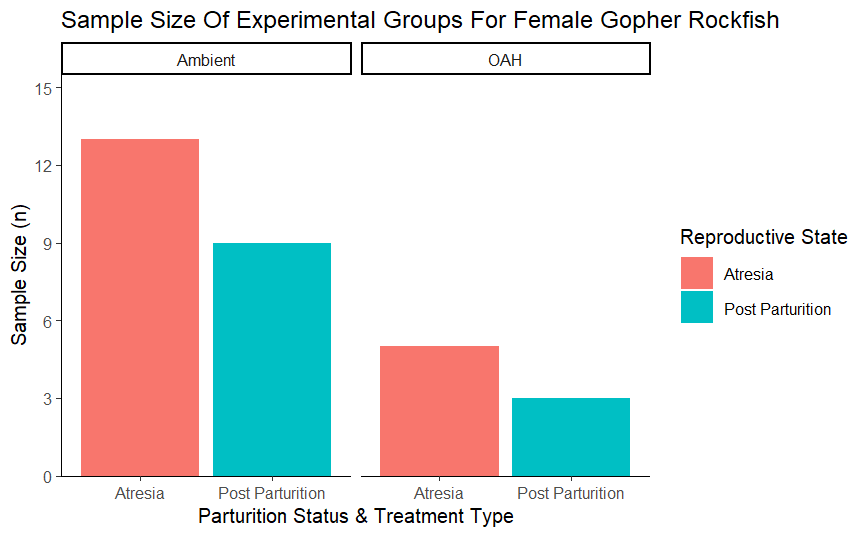 Sample Size Of Experimental Groups For Female Gopher Rockfish
Ambient
OAH
15
12
9
6
3
0
Sample Size (n)
Atresia
Post Parturition
Atresia
Post Parturition
Parturition Status & Treatment Type
Reproductive State
Atresia
Post Parturition